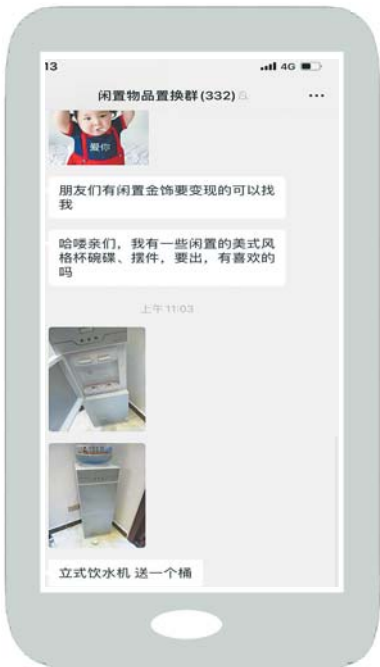 13
4G
闲置物品置换群(332)
...
爱你
朋友们有闲置金饰要变现的可以找
我
哈喽亲们，我有一些闲置的美式风
格杯碗碟、摆件，要出，有喜欢的
吗
上午 11:03
立式饮水机 送一个桶